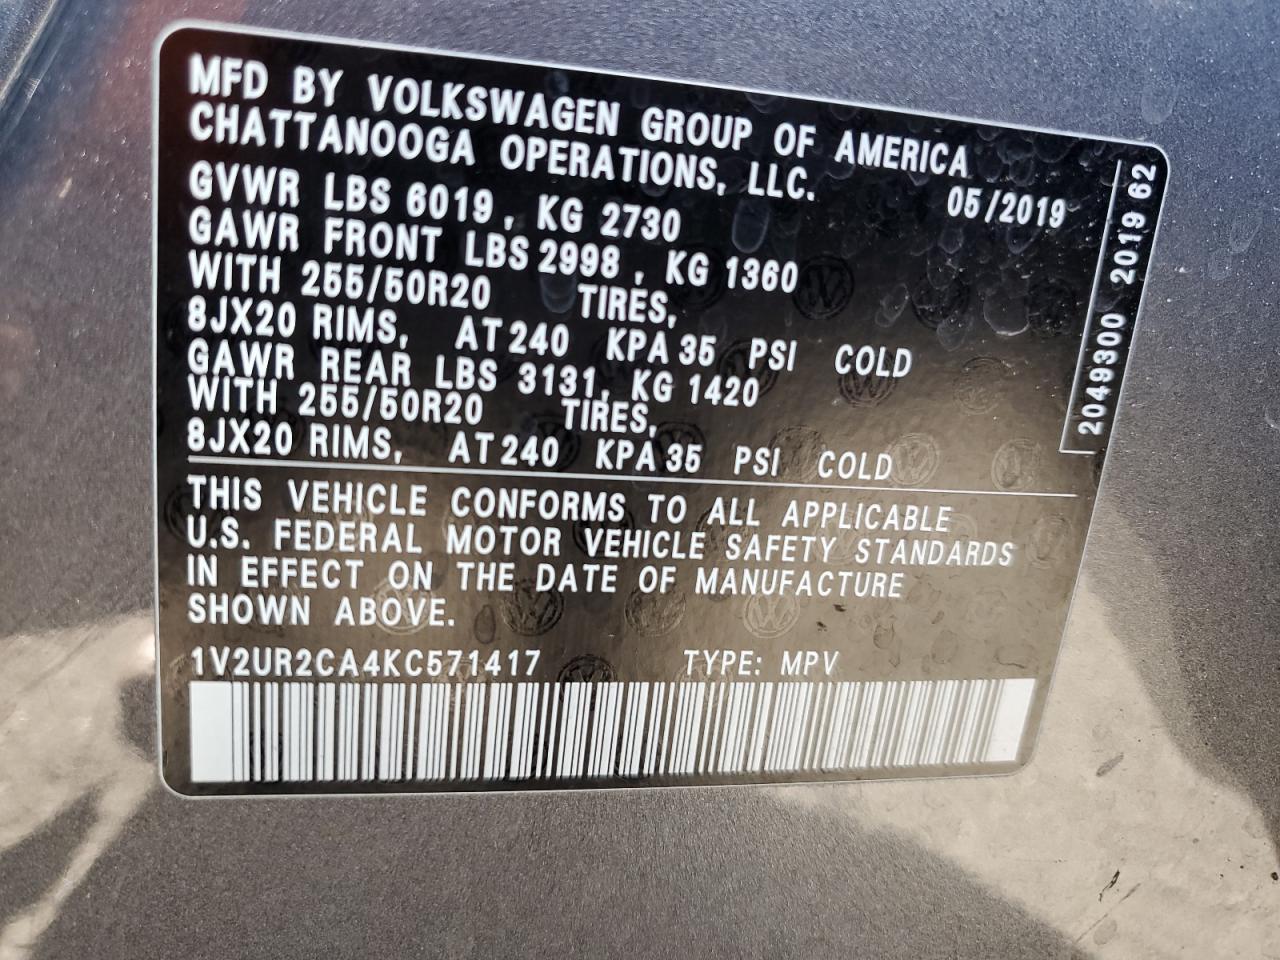 MFD BY VOLKSWAGEN GROUP OF AMERICA
CHATTANOOGA OPERATIONS, LLC.
05/2019
GVWR LBS 6019, KG 2730
GAWR FRONT LBS 2998, KG 1360
WITH 255/50R20 TIRES,
8JX20 RIMS, AT 240 KPA 35 PSI COLD
GAWR REAR LBS 3131, KG 1420
WITH 255/50R20 TIRES,
8JX20 RIMS, AT 240 KPA 35 PSI COLD
THIS VEHICLE CONFORMS TO ALL APPLICABLE
U.S. FEDERAL MOTOR VEHICLE SAFETY STANDARDS
IN EFFECT ON THE DATE OF MANUFACTURE
SHOWN ABOVE.
1V2UR2CA4KC571417 TYPE: MPV
2049300 2019 62